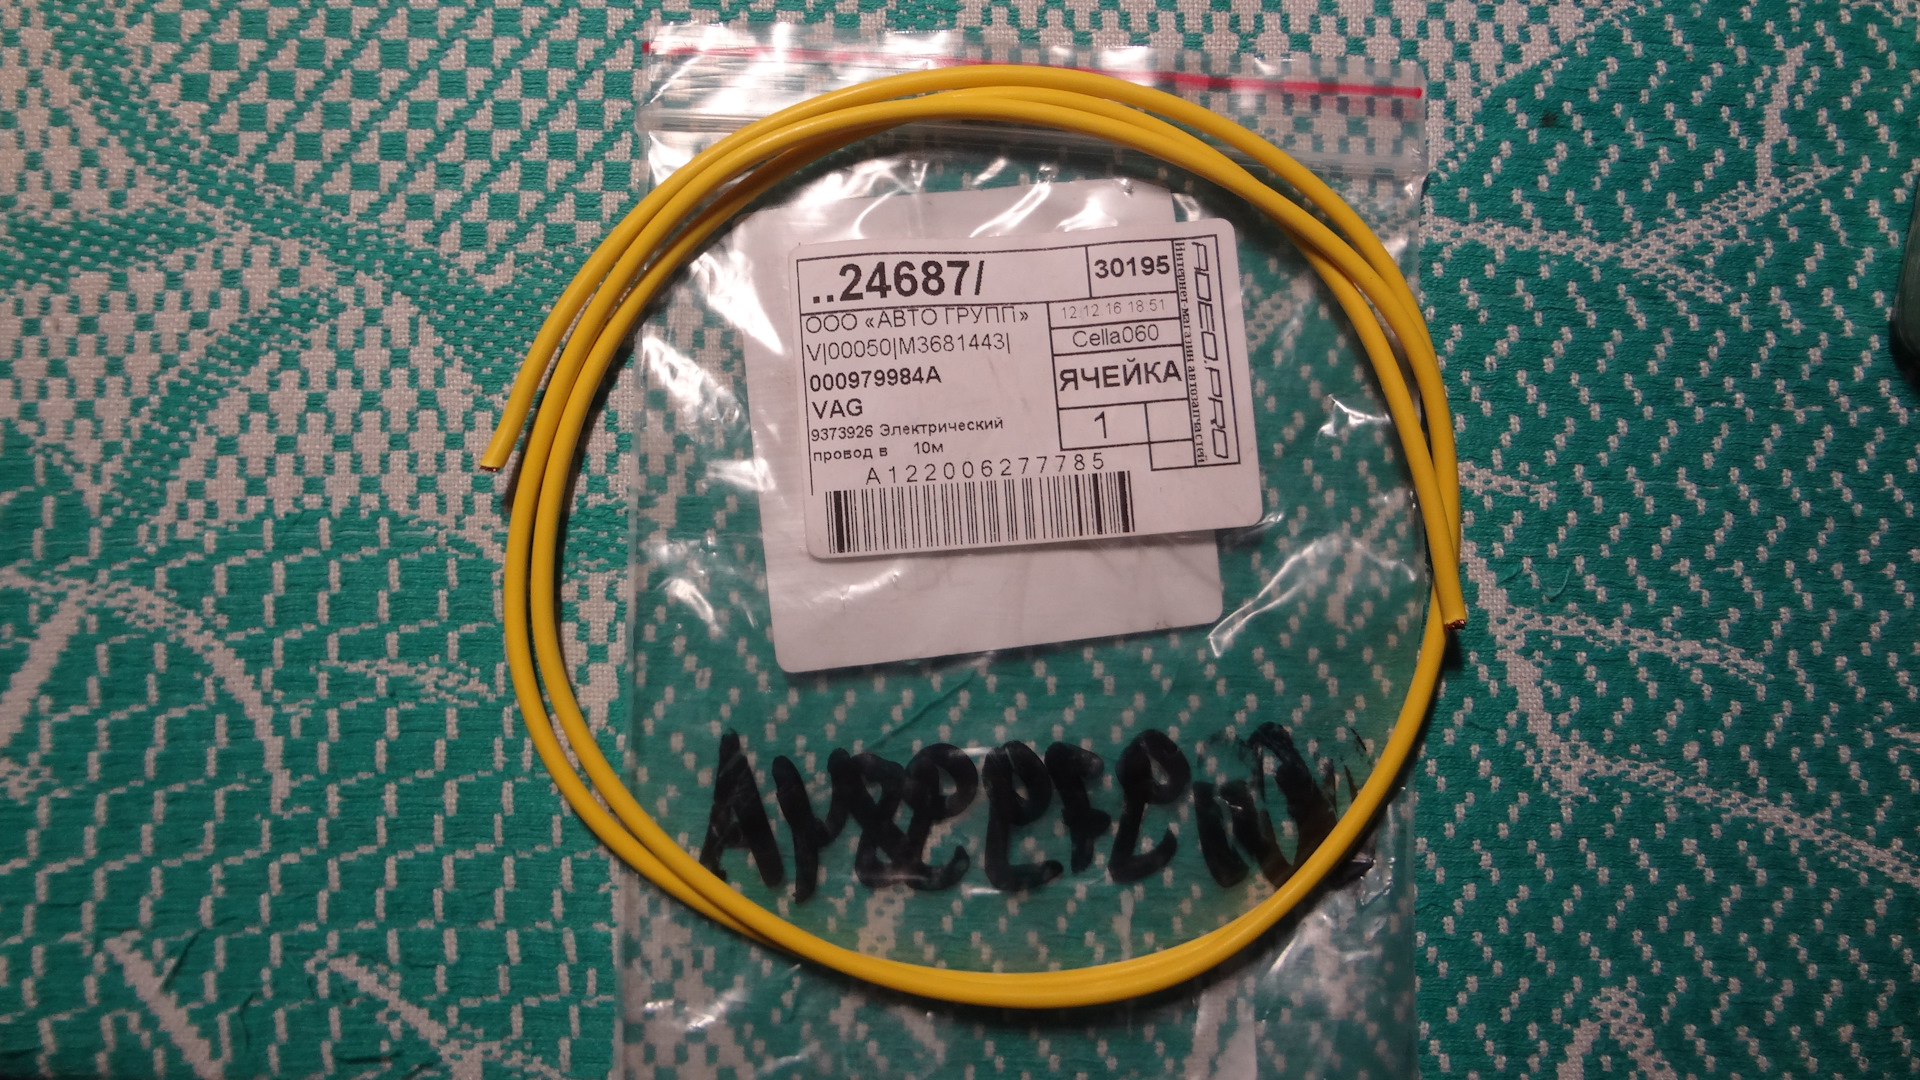 ..24687/
30195
ООО «АВТО ГРУПП»
12.12.16 18:51
V|00050|M3681443|
Cella060
000979984A
ЯЧЕЙКА
VAG
1
9373926 Электрический
провод в 10м
A122006277785
ADEO.PRO
Интернет-магазин автозапчастей